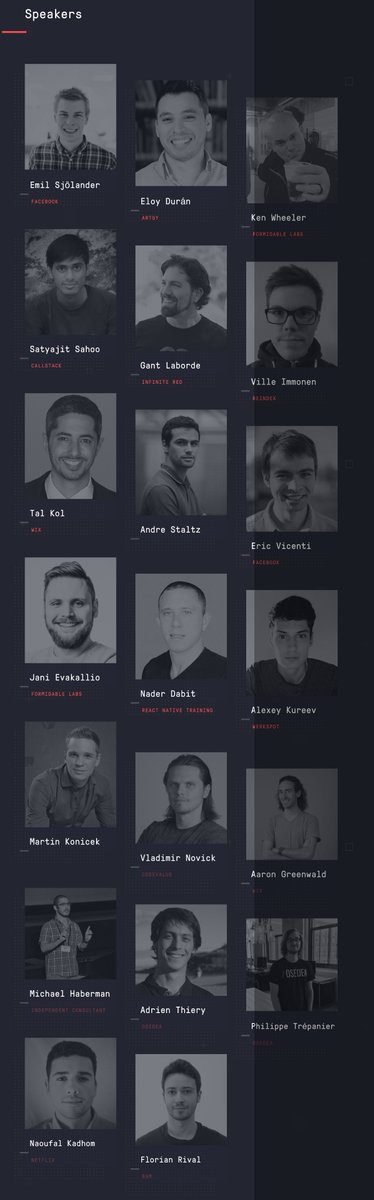 Speakers
Emil Sjölander
FACEBOOK
Eloy Durán
ARTSY
Ken Wheeler
FORMIDABLE LABS
Satyajit Sahoo
CALLSTACK
Gant Laborde
INFINITE RED
Ville Immonen
REINDEX
Tal Kol
WIX
Andre Staltz
Eric Vicenti
FACEBOOK
Jani Evakallio
FORMIDABLE LABS
Nader Dabit
REACT NATIVE TRAINING
Alexey Kureev
WERKSPOT
Martin Konicek
Vladimir Novick
Aaron Greenwald
WIX
Michael Haberman
INDEPENDENT CONSULTANT
Adrien Thiery
OSEDEA
Philippe Trépanier
OSEDEA
OSEDEA
Naoufal Kadhom
NETFLIX
Florian Rival
BAM